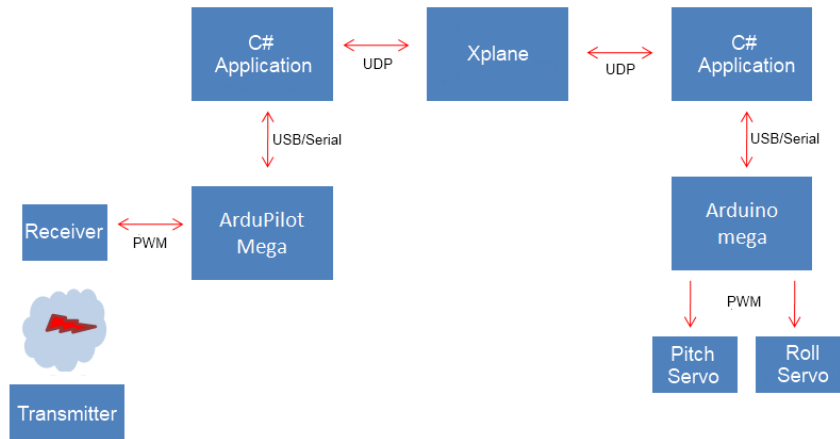 C#
Application
UDP
Xplane
UDP
C#
Application
USB/Serial
USB/Serial
Receiver
PWM
ArduPilot
Mega
Arduino
mega
PWM
Pitch
Servo
Roll
Servo
Transmitter